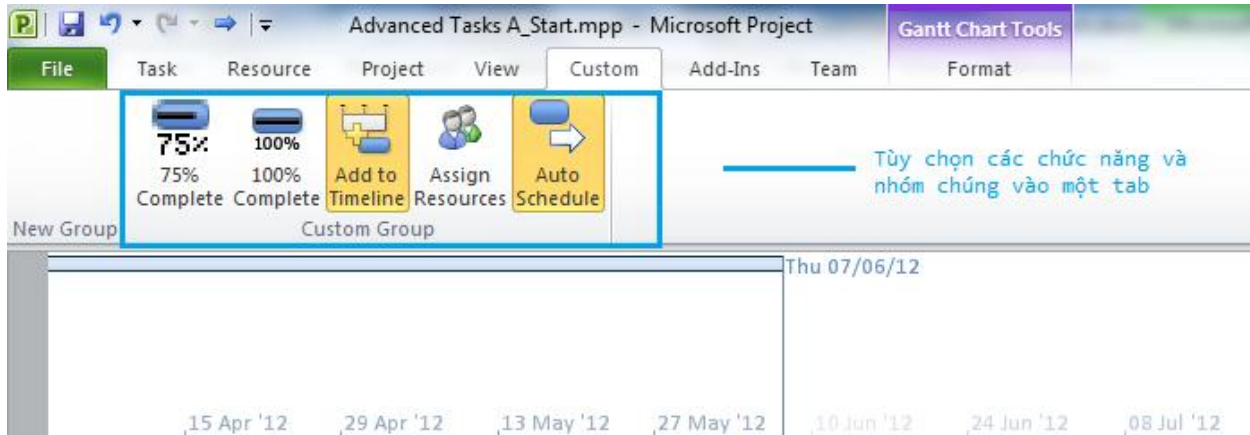 Advanced Tasks A_Start.mpp - Microsoft Project
Gantt Chart Tools
File Task Resource Project View Custom Add-Ins Team Format
75% 100%
75% Complete
100% Complete
Add to Timeline
Assign Resources
Auto Schedule
Tùy chọn các chức năng và
nhóm chúng vào một tab
New Group
Custom Group
Thu 07/06/12
15 Apr '12 29 Apr '12 13 May '12 27 May '12 10 Jun '12 24 Jun '12 08 Jul '12